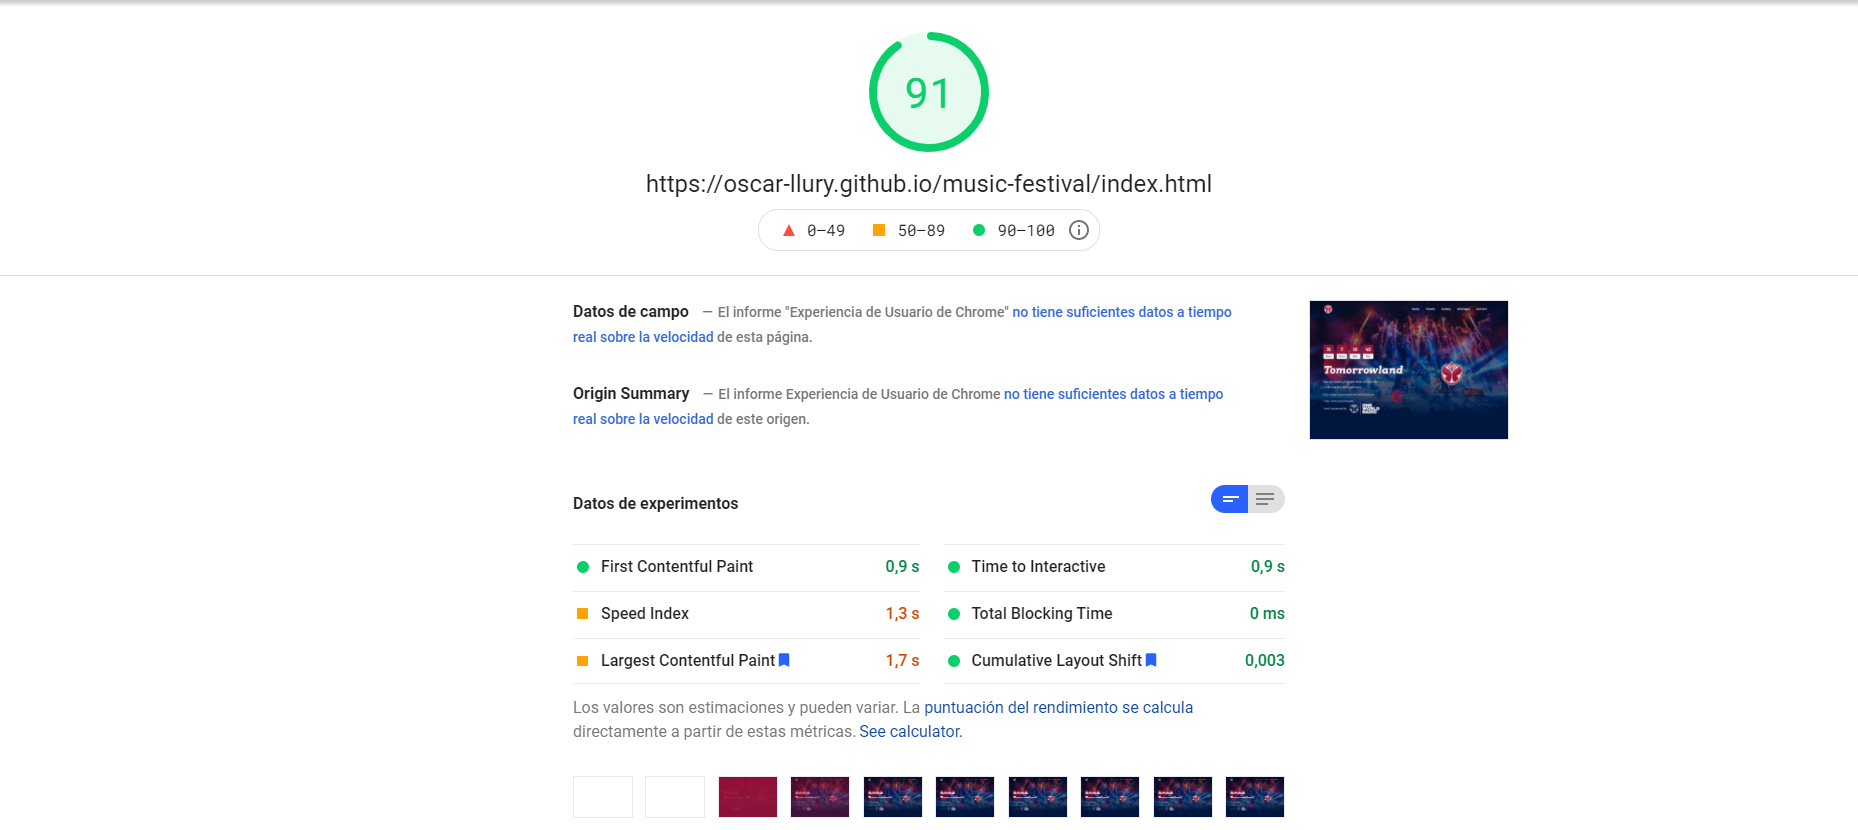 91
https://oscar-llury.github.io/music-festival/index.html
0–49 50–89 90–100
Datos de campo — El informe "Experiencia de Usuario de Chrome" no tiene suficientes datos a tiempo
real sobre la velocidad de esta página.
Origin Summary — El informe Experiencia de Usuario de Chrome no tiene suficientes datos a tiempo
real sobre la velocidad de este origen.
Tomorrowland
ONE WORLD RADIO
Datos de experimentos
First Contentful Paint 0,9 s
Time to Interactive 0,9 s
Speed Index 1,3 s
Total Blocking Time 0 ms
Largest Contentful Paint 1,7 s
Cumulative Layout Shift 0,003
Los valores son estimaciones y pueden variar. La puntuación del rendimiento se calcula
directamente a partir de estas métricas. See calculator.